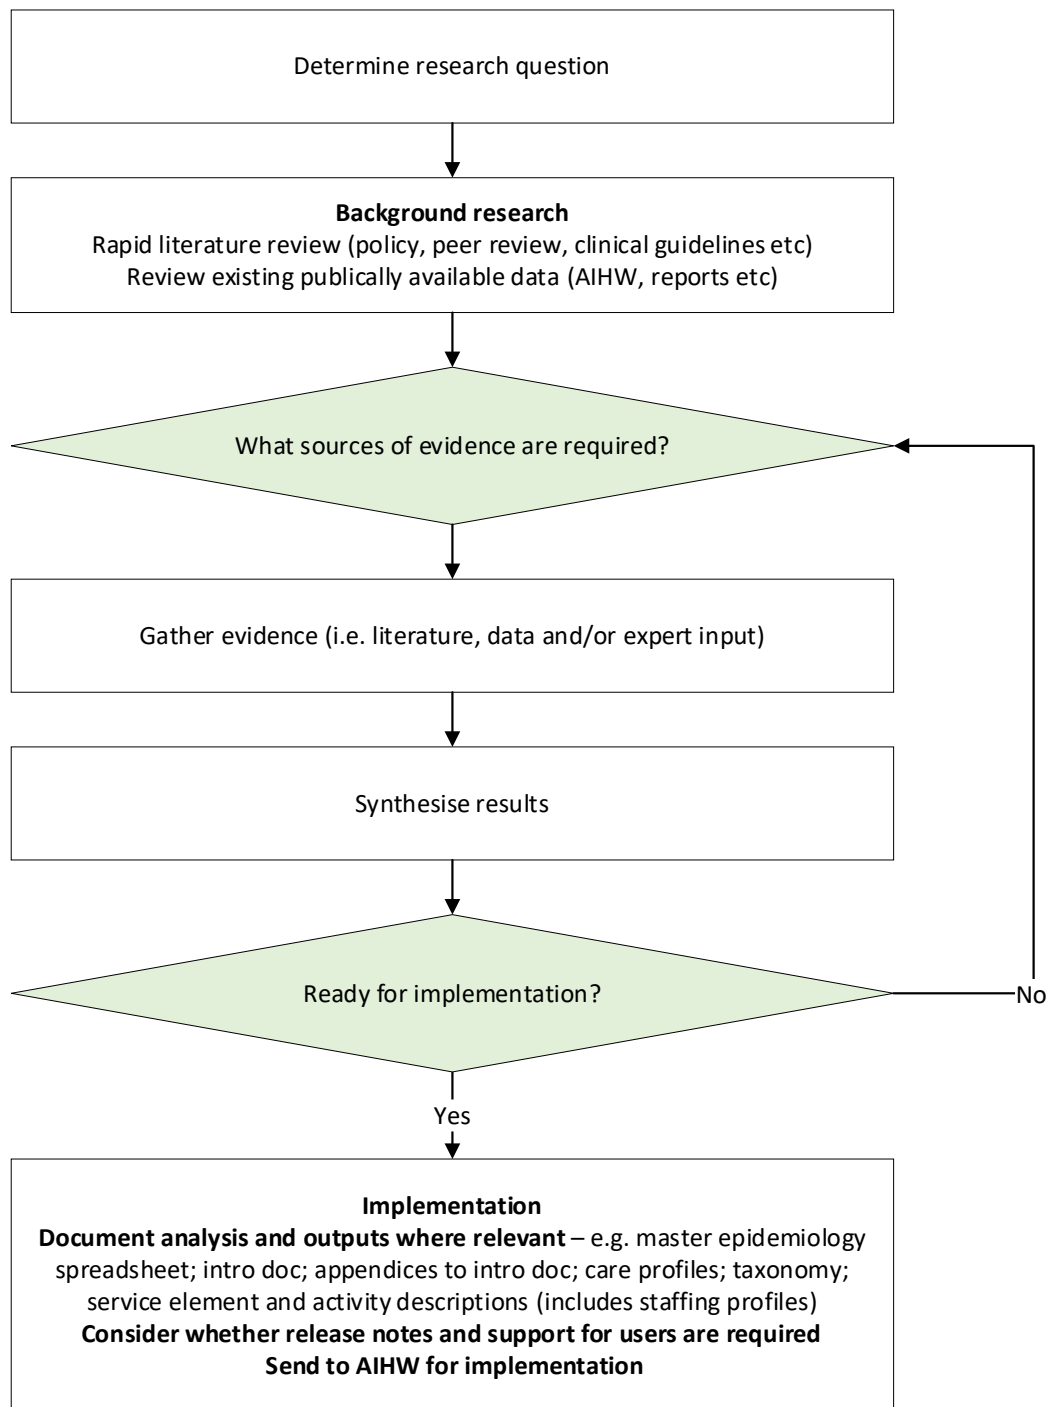 Determine research question
Background research
Rapid literature review (policy, peer review, clinical guidelines etc)
Review existing publically available data (AIHW, reports etc)
What sources of evidence are required?
Gather evidence (i.e. literature, data and/or expert input)
Synthesise results
Ready for implementation?
No
Yes
Implementation
Document analysis and outputs where relevant – e.g. master epidemiology
spreadsheet; intro doc; appendices to intro doc; care profiles; taxonomy;
service element and activity descriptions (includes staffing profiles)
Consider whether release notes and support for users are required
Send to AIHW for implementation